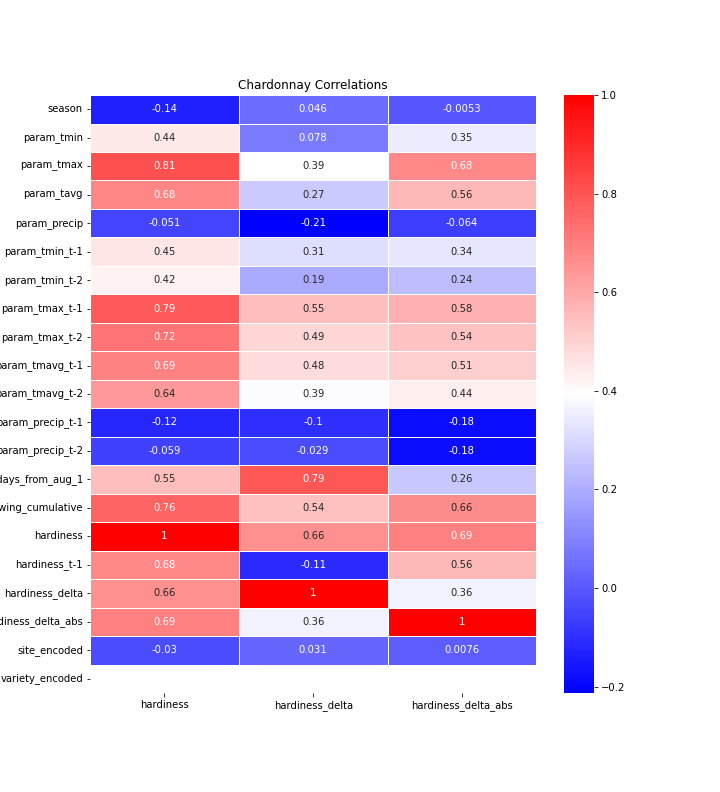 Chardonnay Correlations
season -0.14 0.046 -0.0053
param_tmin 0.44 0.078 0.35
param_tmax 0.81 0.39 0.68
param_tavg 0.68 0.27 0.56
param_precip -0.051 -0.21 -0.064
param_tmin_t-1 0.45 0.31 0.34
param_tmin_t-2 0.42 0.19 0.24
param_tmax_t-1 0.79 0.55 0.58
param_tmax_t-2 0.72 0.49 0.54
param_tmavg_t-1 0.69 0.48 0.51
param_tmavg_t-2 0.64 0.39 0.44
param_precip_t-1 -0.12 -0.1 -0.18
param_precip_t-2 -0.059 -0.029 -0.18
days_from_aug_1 0.55 0.79 0.26
wing_cumulative 0.76 0.54 0.66
hardiness 1 0.66 0.69
hardiness_t-1 0.68 -0.11 0.56
hardiness_delta 0.66 1 0.36
diness_delta_abs 0.69 0.36 1
site_encoded -0.03 0.031 0.0076
variety_encoded
hardiness hardiness_delta hardiness_delta_abs
1.0
0.8
0.6
0.4
0.2
0.0
−0.2